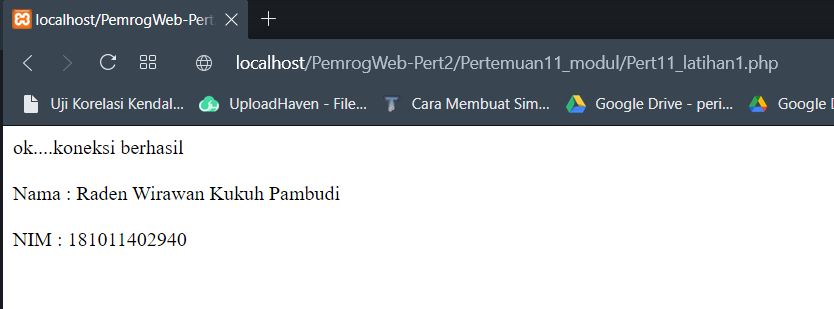 localhost/PemrogWeb-Pert
localhost/PemrogWeb-Pert2/Pertemuan11_modul/Pert11_latihan1.php
Uji Korelasi Kendal... UploadHaven - File... Cara Membuat Sim... Google Drive - peri... Google D
ok....koneksi berhasil
Nama : Raden Wirawan Kukuh Pambudi
NIM : 181011402940